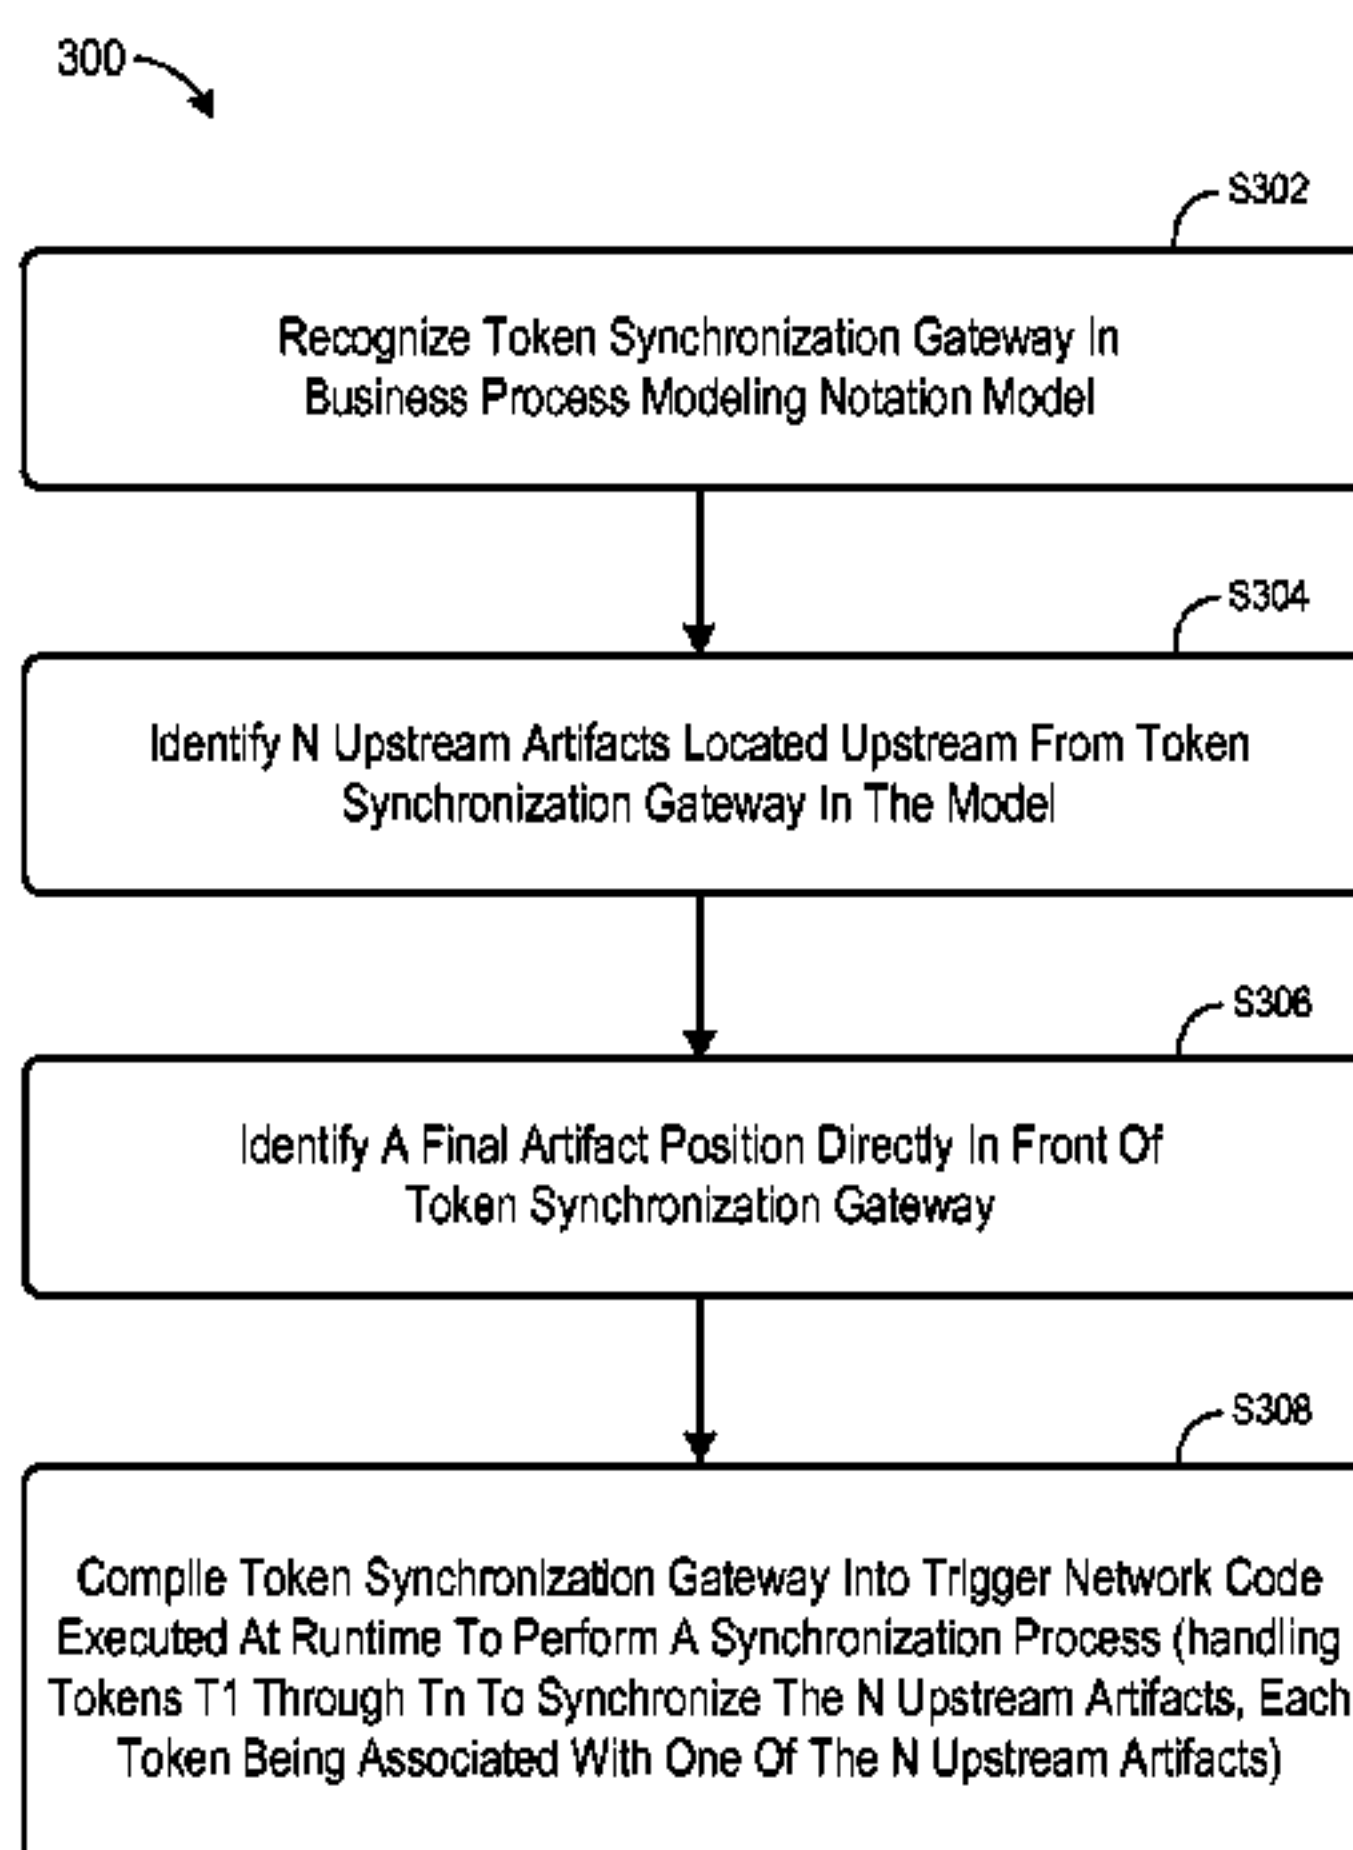 300
S302
Recognize Token Synchronization Gateway In
Business Process Modeling Notation Model
S304
Identify N Upstream Artifacts Located Upstream From Token
Synchronization Gateway In The Model
S306
Identify A Final Artifact Position Directly In Front Of
Token Synchronization Gateway
S308
Compile Token Synchronization Gateway Into Trigger Network Code
Executed At Runtime To Perform A Synchronization Process (handling
Tokens T1 Through Tn To Synchronize The N Upstream Artifacts, Each
Token Being Associated With One Of The N Upstream Artifacts)